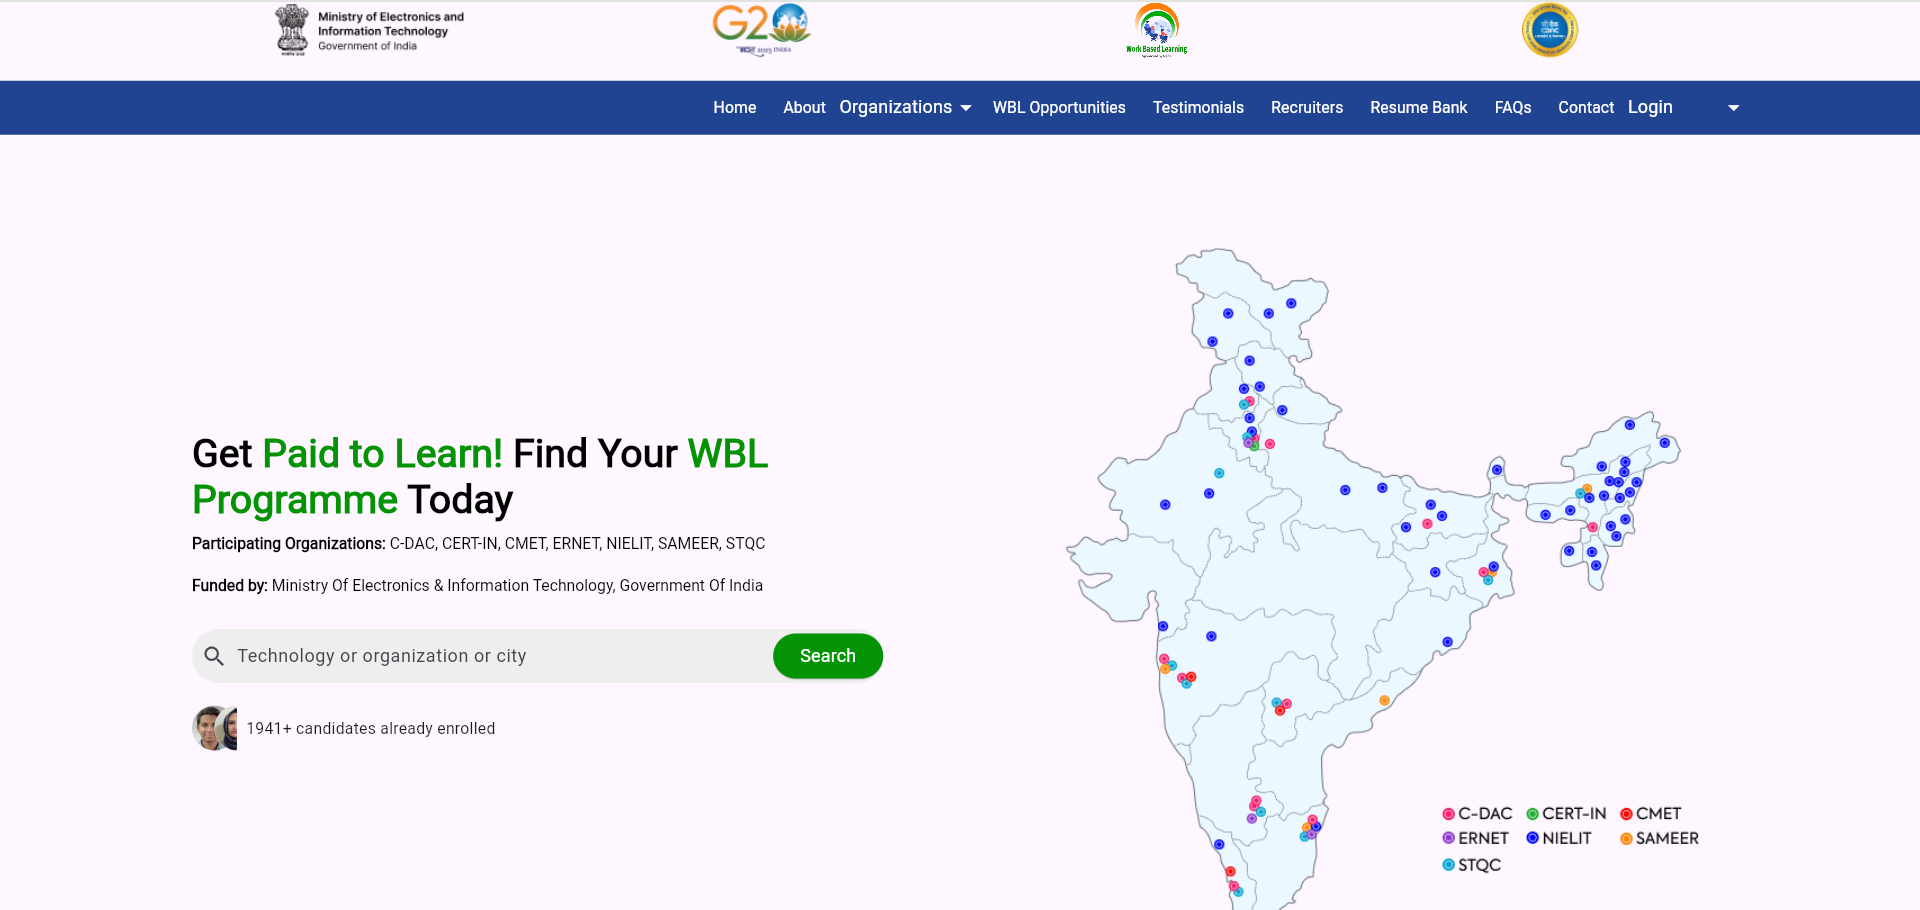 Ministry of Electronics and
Information Technology
Government of India
G20
2023 INDIA
Work Based Learning
CDAC
Home About Organizations WBL Opportunities Testimonials Recruiters Resume Bank FAQs Contact Login
Get Paid to Learn! Find Your WBL
Programme Today
Participating Organizations: C-DAC, CERT-IN, CMET, ERNET, NIELIT, SAMEER, STQC
Funded by: Ministry Of Electronics & Information Technology, Government Of India
Technology or organization or city
Search
1941+ candidates already enrolled
C-DAC CERT-IN CMET
ERNET NIELIT SAMEER
STQC